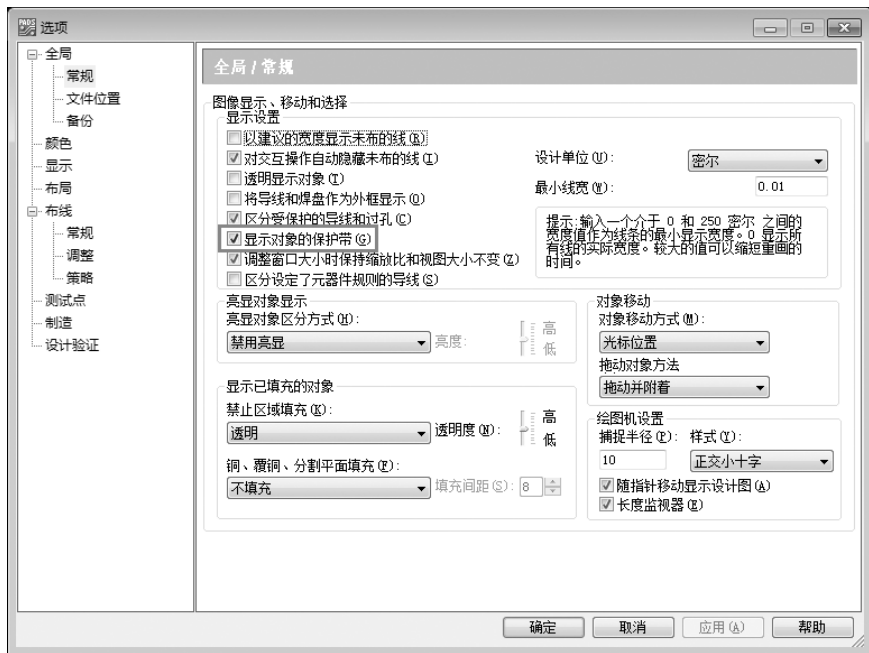 PADS 选项
全局
常规
文件位置
备份
颜色
显示
布局
布线
常规
调整
策略
测试点
制造
设计验证
全局 / 常规
图像显示、移动和选择
显示设置
以建议的宽度显示未布的线(R)
对交互操作自动隐藏未布的线(I)
透明显示对象(T)
将导线和焊盘作为外框显示(O)
区分受保护的导线和过孔(C)
显示对象的保护带(G)
调整窗口大小时保持缩放比和视图大小不变(Z)
区分设定了元器件规则的导线(S)
设计单位(U): 密尔
最小线宽(W): 0.01
提示:输入一个介于 0 和 250 密尔 之间的
宽度值作为线条的最小显示宽度。0 显示所
有线的实际宽度。较大的值可以缩短重画的
时间。
亮显对象显示
亮显对象区分方式(H):
禁用亮显 亮度: 高
低
对象移动
对象移动方式(M):
光标位置
拖动对象方法
拖动并附着
显示已填充的对象
禁止区域填充(K):
透明 透明度(N): 高
低
铜、覆铜、分割平面填充(F):
不填充 填充间距(S): 8
绘图机设置
捕捉半径(P): 样式(Y):
10 正交小十字
随指针移动显示设计图(A)
长度监视器(E)
确定 取消 应用(A) 帮助